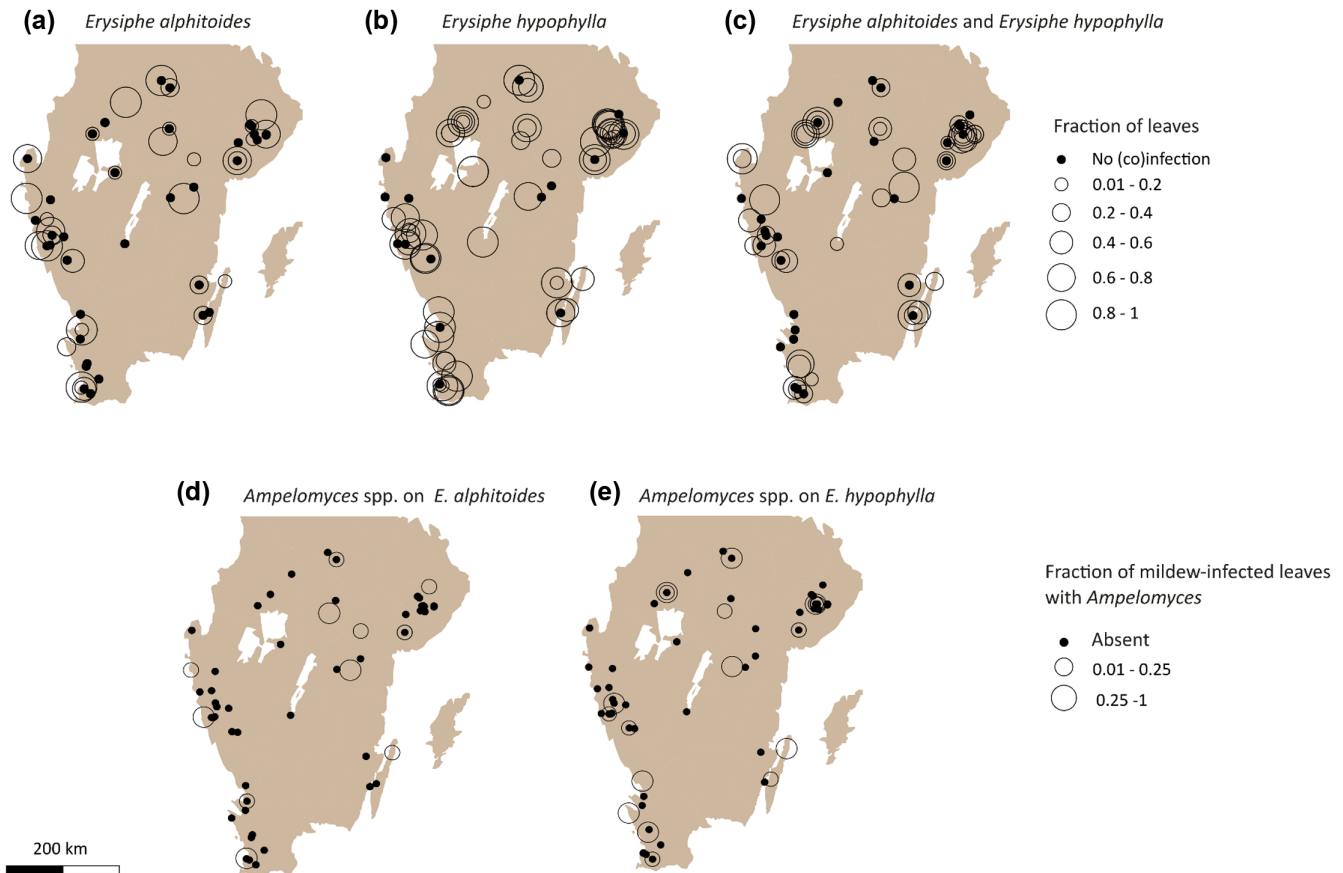 (a) Erysiphe alphitoides
(b) Erysiphe hypophylla
(c) Erysiphe alphitoides and Erysiphe hypophylla
Fraction of leaves
No (co)infection
0.01 - 0.2
0.2 - 0.4
0.4 - 0.6
0.6 - 0.8
0.8 - 1
(d) Ampelomyces spp. on E. alphitoides
(e) Ampelomyces spp. on E. hypophylla
Fraction of mildew-infected leaves
with Ampelomyces
Absent
0.01 - 0.25
0.25 -1
200 km